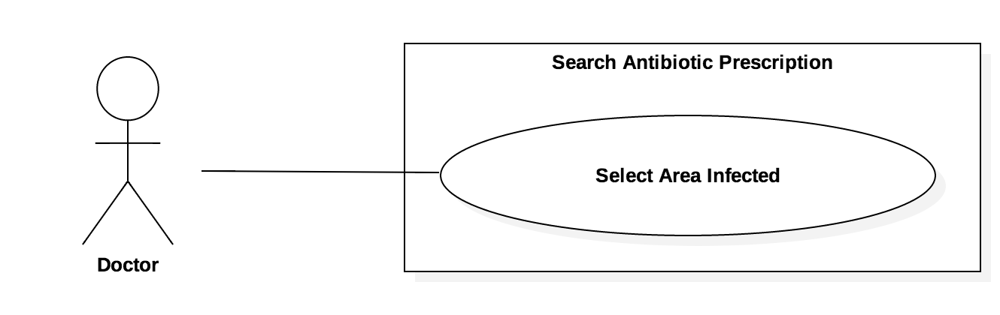 Search Antibiotic Prescription
Select Area Infected
Doctor